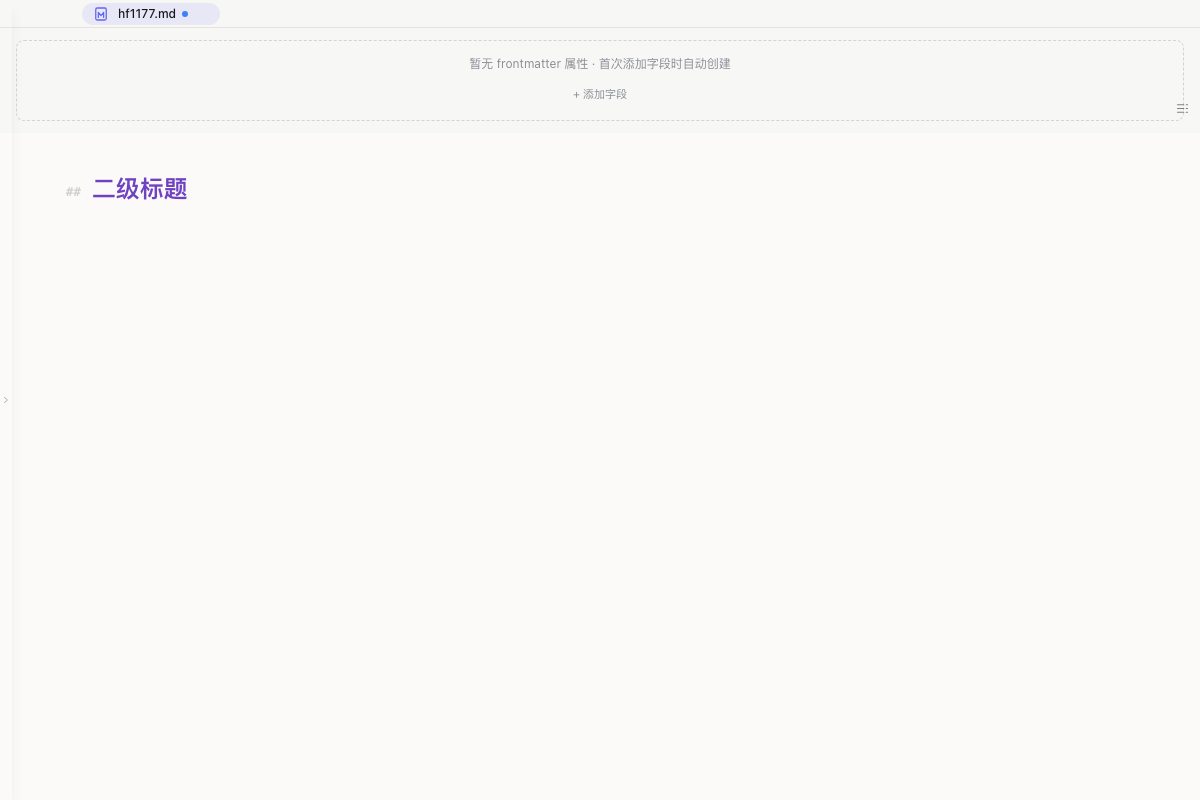 hf1177.md
暂无 frontmatter 属性 · 首次添加字段时自动创建
+ 添加字段
## 二级标题